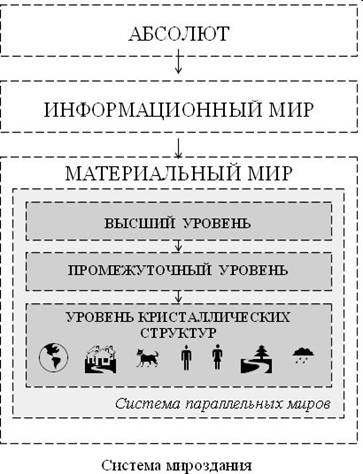 АБСОЛЮТ
ИНФОРМАЦИОННЫЙ МИР
МАТЕРИАЛЬНЫЙ МИР
ВЫСШИЙ УРОВЕНЬ
ПРОМЕЖУТОЧНЫЙ УРОВЕНЬ
УРОВЕНЬ КРИСТАЛЛИЧЕСКИХ
СТРУКТУР
Система параллельных миров
Система мироздания